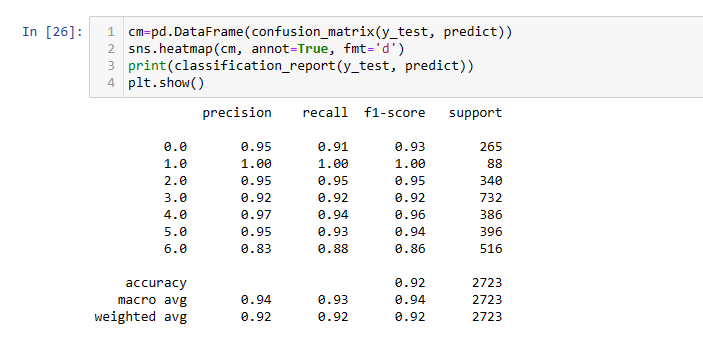 In [26]:
1 cm=pd.DataFrame(confusion_matrix(y_test, predict))
2 sns.heatmap(cm, annot=True, fmt='d')
3 print(classification_report(y_test, predict))
4 plt.show()
precision recall f1-score support
0.0 0.95 0.91 0.93 265
1.0 1.00 1.00 1.00 88
2.0 0.95 0.95 0.95 340
3.0 0.92 0.92 0.92 732
4.0 0.97 0.94 0.96 386
5.0 0.95 0.93 0.94 396
6.0 0.83 0.88 0.86 516
accuracy 0.92 2723
macro avg 0.94 0.93 0.94 2723
weighted avg 0.92 0.92 0.92 2723